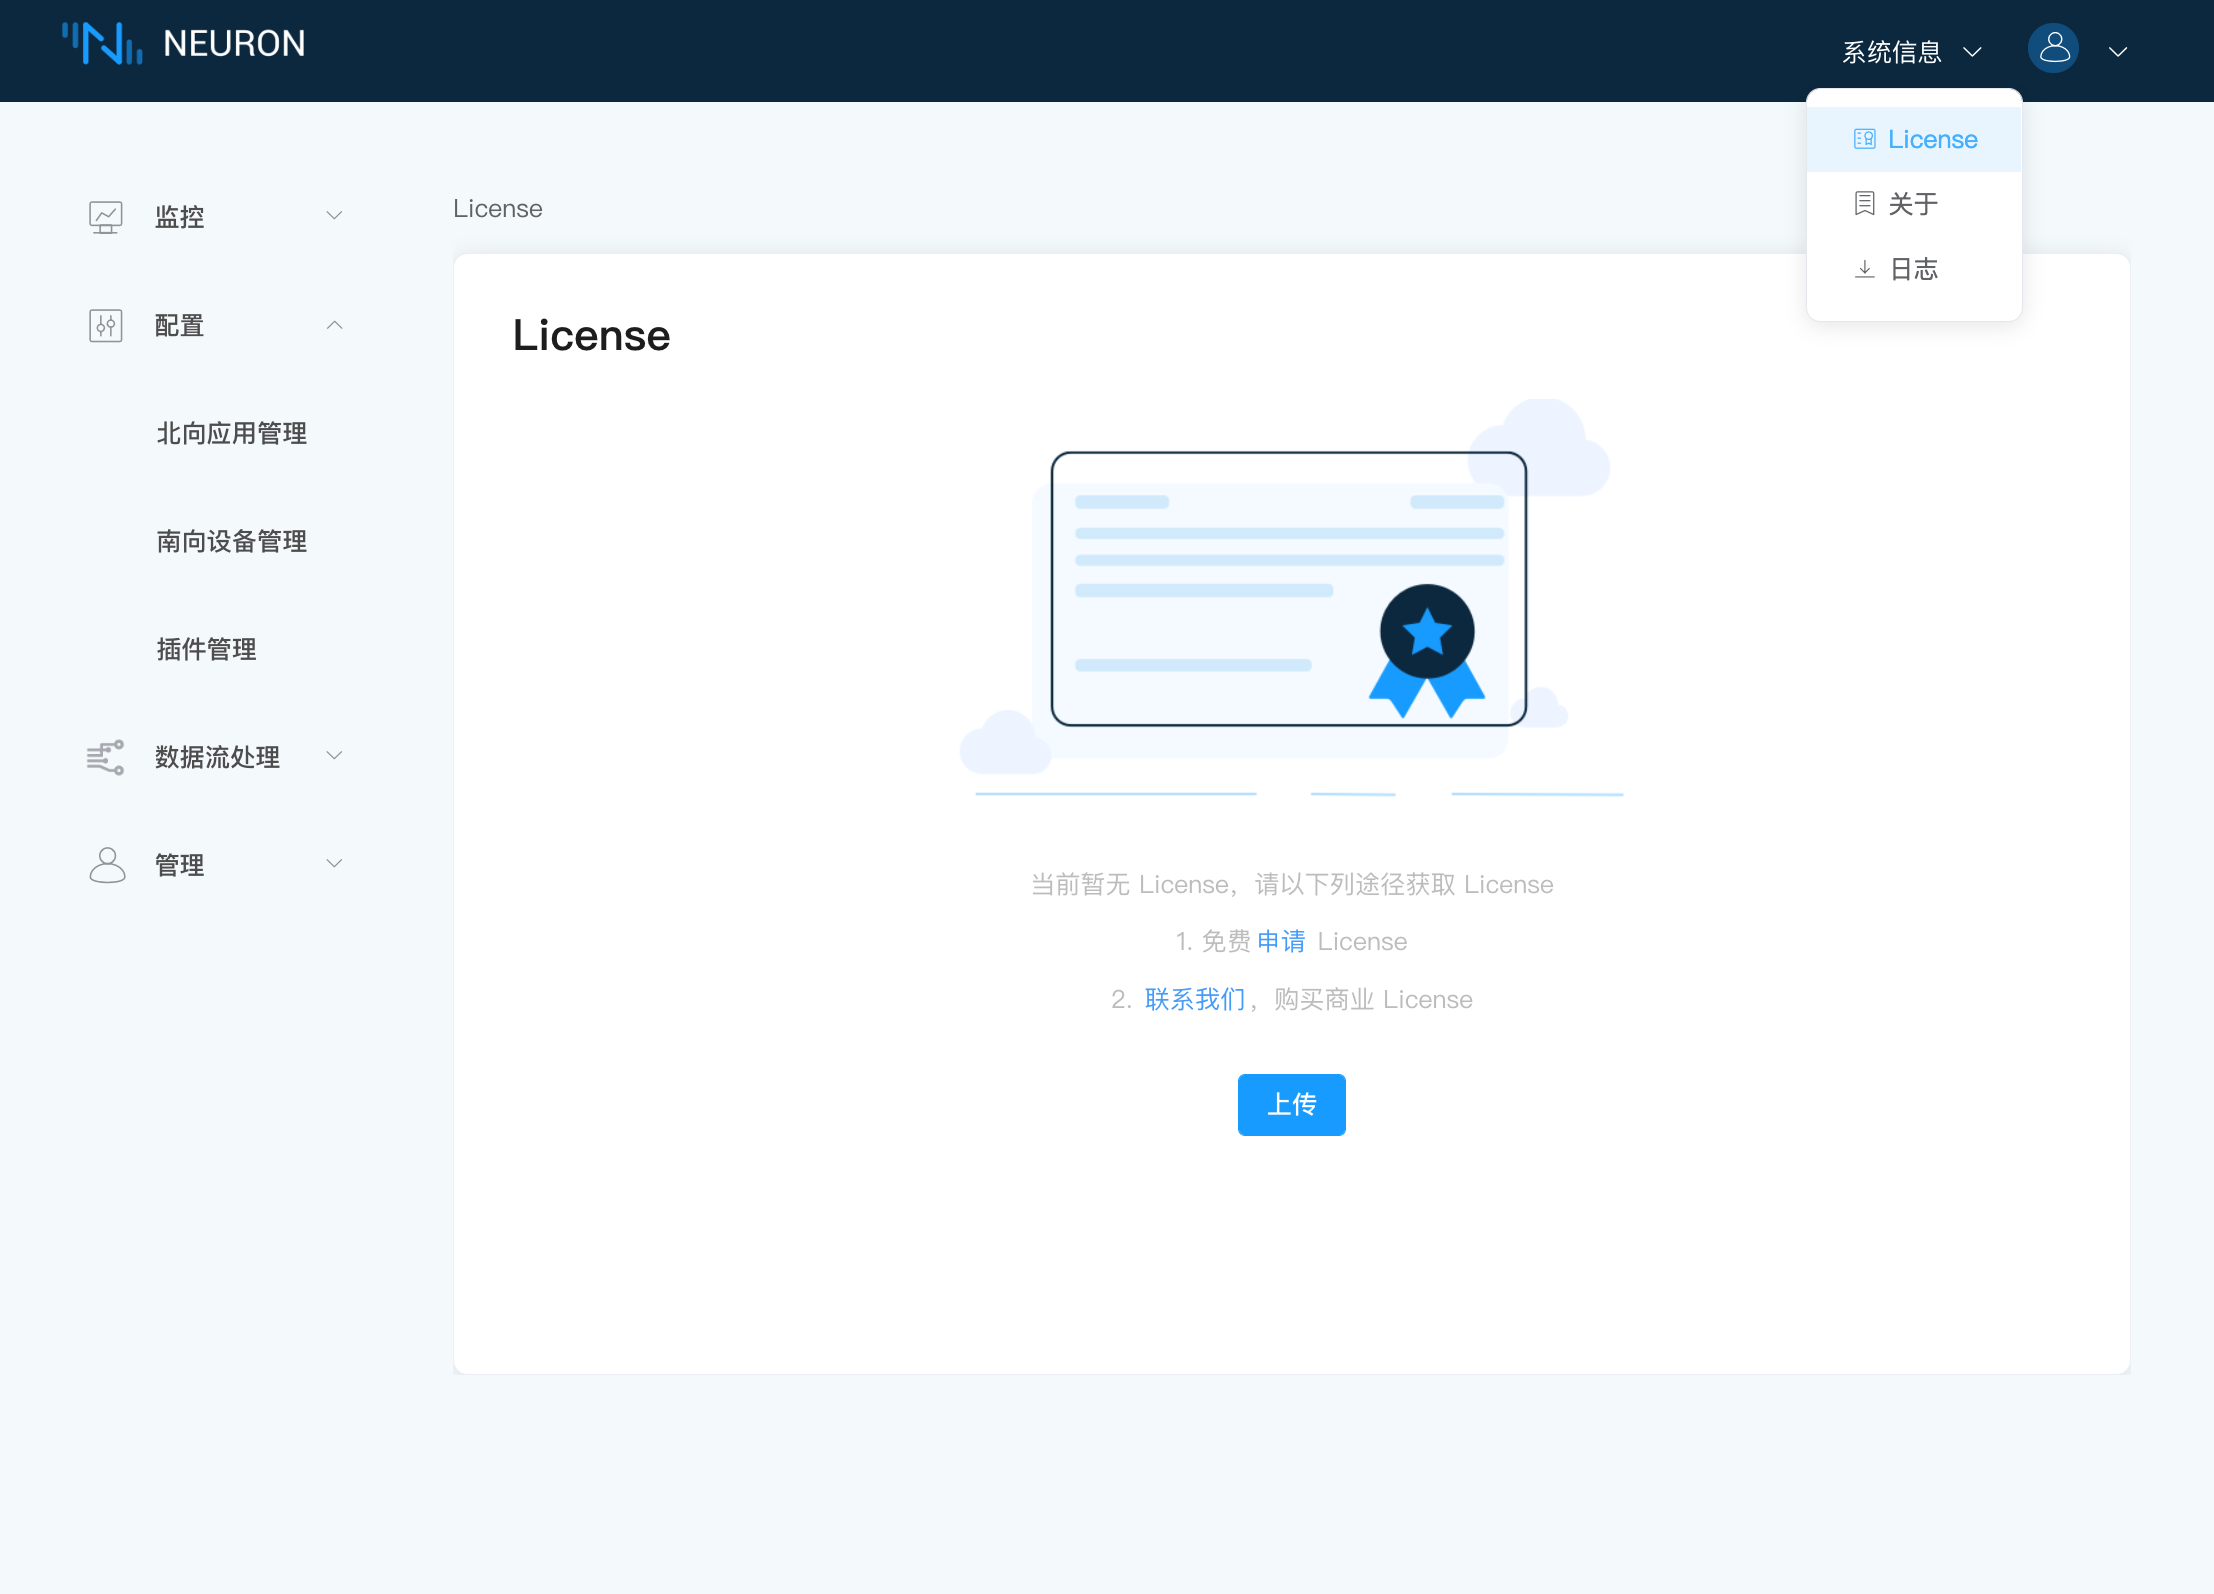 NEURON
系统信息
License
关于
日志
监控
配置
北向应用管理
南向设备管理
插件管理
数据流处理
管理
License
License
当前暂无 License，请以下列途径获取 License
1. 免费 申请 License
2. 联系我们，购买商业 License
上传